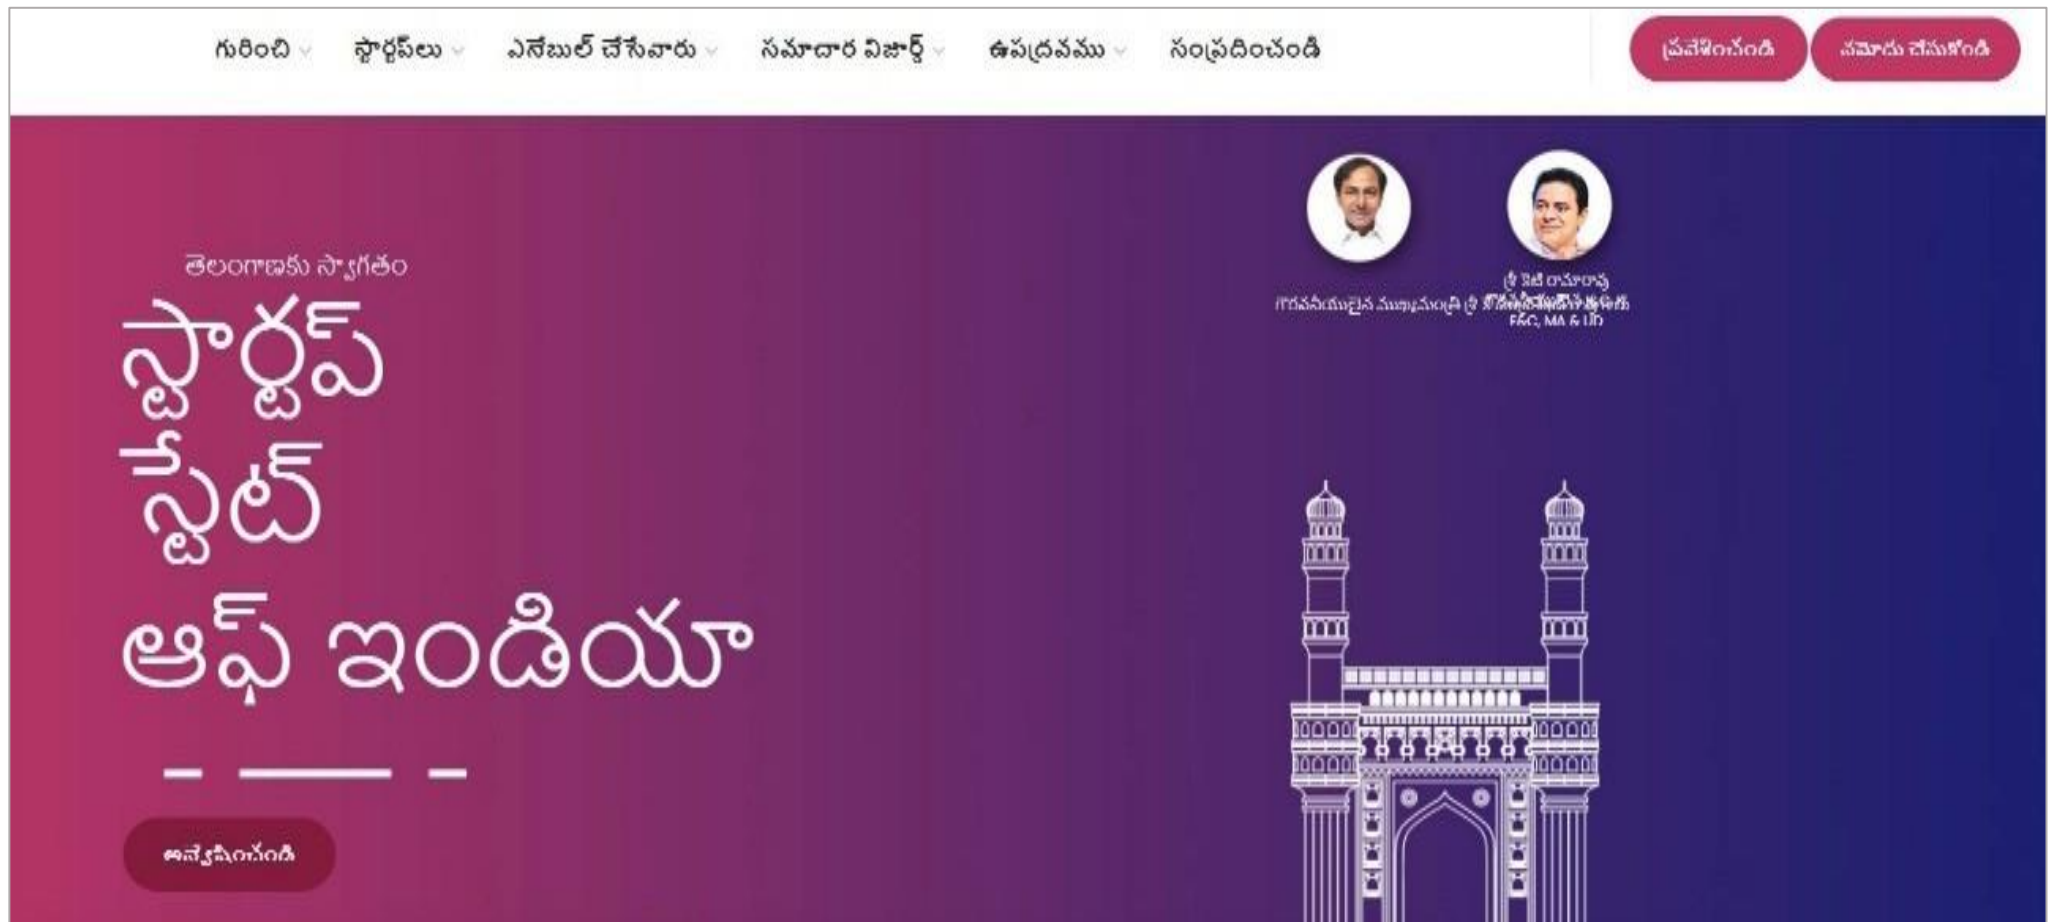 గురించి స్టార్టప్‌లు ఎనేబుల్ చేసేవారు సమాచార విజార్డ్ ఉపద్రవము సంప్రదించండి ప్రవేశించండి నమోదు చేసుకోండి
తెలంగాణకు స్వాగతం
స్టార్టప్
స్టేట్
ఆఫ్ ఇండియా
అన్వేషించండి
శ్రీ కెటి రామారావు
గౌరవనీయులైన ముఖ్యమంత్రి శ్రీ
E&C, MA & UD